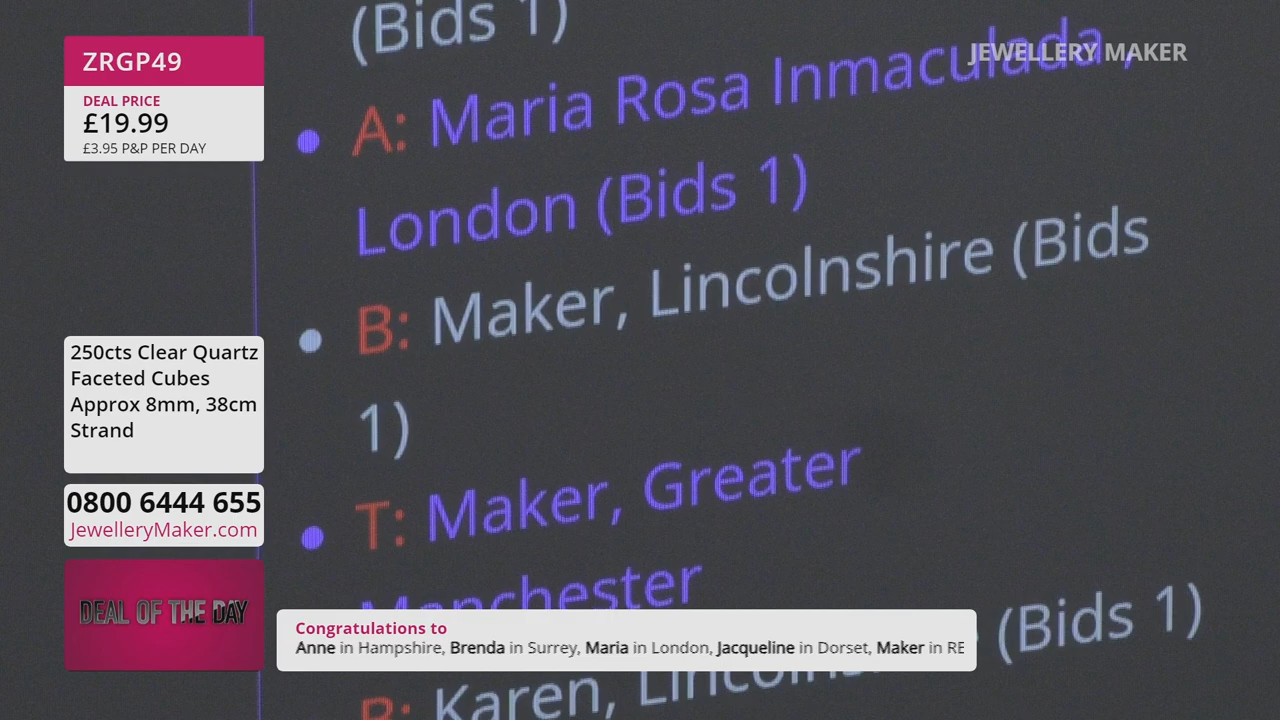 ZRGP49
DEAL PRICE
£19.99
£3.95 P&P PER DAY
250cts Clear Quartz
Faceted Cubes
Approx 8mm, 38cm
Strand
0800 6444 655
JewelleryMaker.com
DEAL OF THE DAY
JEWELLERY MAKER
(Bids 1)
A: Maria Rosa Inmaculada ,
London (Bids 1)
B: Maker, Lincolnshire (Bids
1)
T: Maker, Greater
Manchester (Bids 1)
B: Karen,
Congratulations to
Anne in Hampshire, Brenda in Surrey, Maria in London, Jacqueline in Dorset, Maker in RE